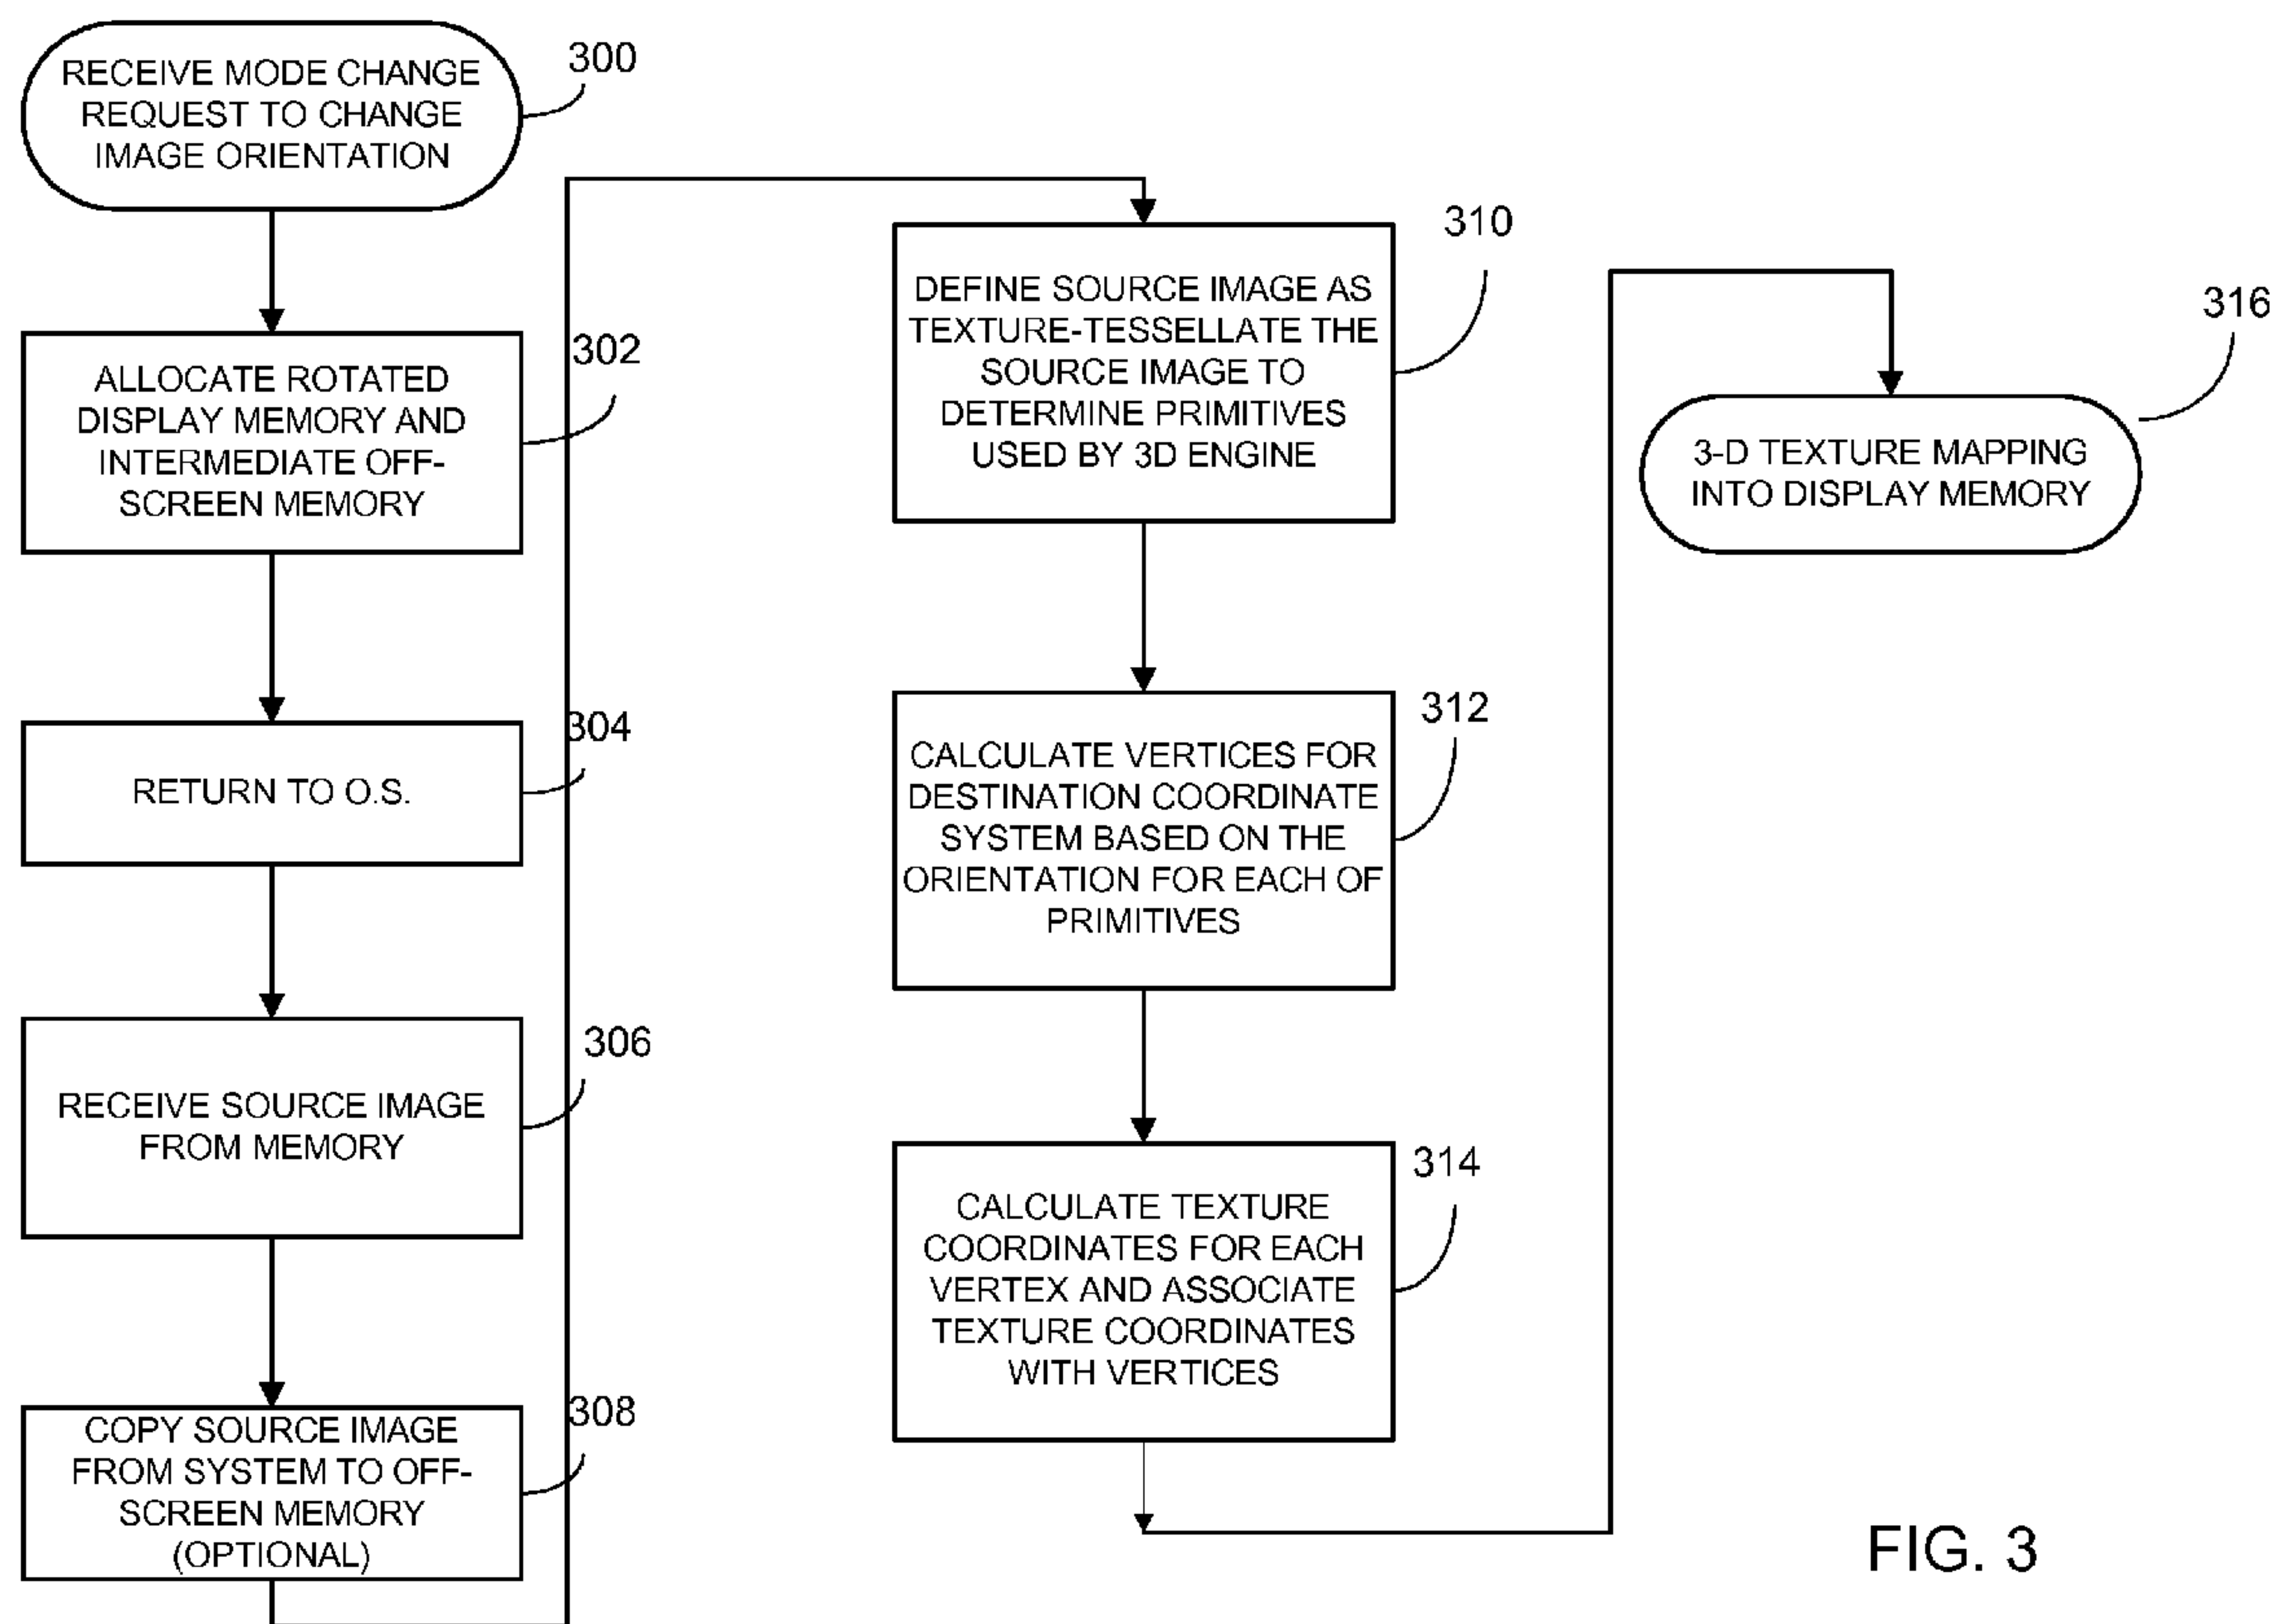 RECEIVE MODE CHANGE
REQUEST TO CHANGE
IMAGE ORIENTATION
300
ALLOCATE ROTATED
DISPLAY MEMORY AND
INTERMEDIATE OFF-
SCREEN MEMORY
302
RETURN TO O.S.
304
RECEIVE SOURCE IMAGE
FROM MEMORY
306
COPY SOURCE IMAGE
FROM SYSTEM TO OFF-
SCREEN MEMORY
(OPTIONAL)
308
DEFINE SOURCE IMAGE AS
TEXTURE-TESSELLATE THE
SOURCE IMAGE TO
DETERMINE PRIMITIVES
USED BY 3D ENGINE
310
CALCULATE VERTICES FOR
DESTINATION COORDINATE
SYSTEM BASED ON THE
ORIENTATION FOR EACH OF
PRIMITIVES
312
CALCULATE TEXTURE
COORDINATES FOR EACH
VERTEX AND ASSOCIATE
TEXTURE COORDINATES
WITH VERTICES
314
3-D TEXTURE MAPPING
INTO DISPLAY MEMORY
316
FIG. 3